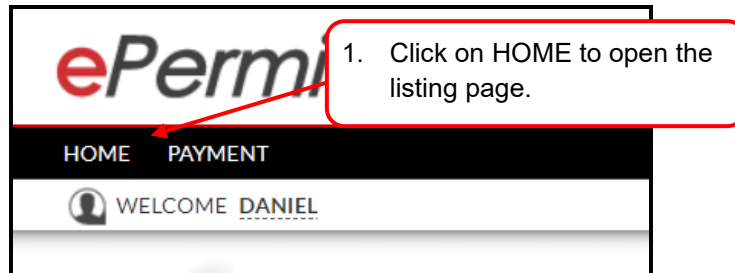 ePermi
1. Click on HOME to open the
listing page.
HOME PAYMENT
WELCOME DANIEL